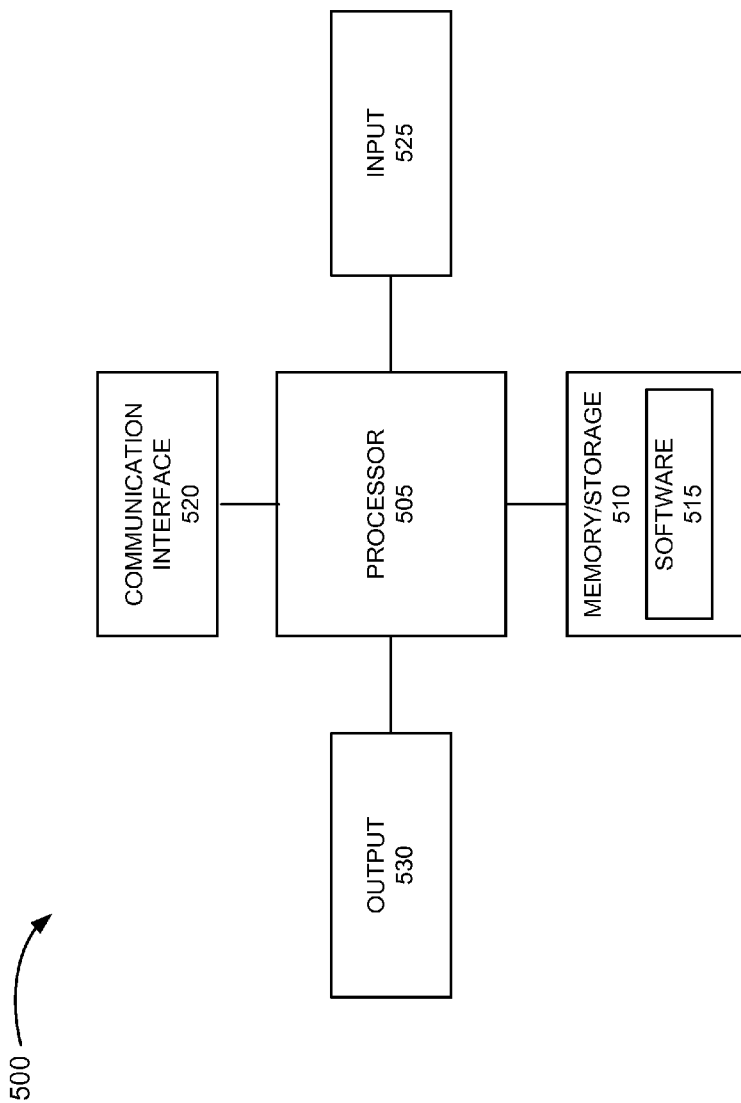 500
COMMUNICATION
INTERFACE
520
OUTPUT
530
PROCESSOR
505
INPUT
525
MEMORY/STORAGE
510
SOFTWARE
515